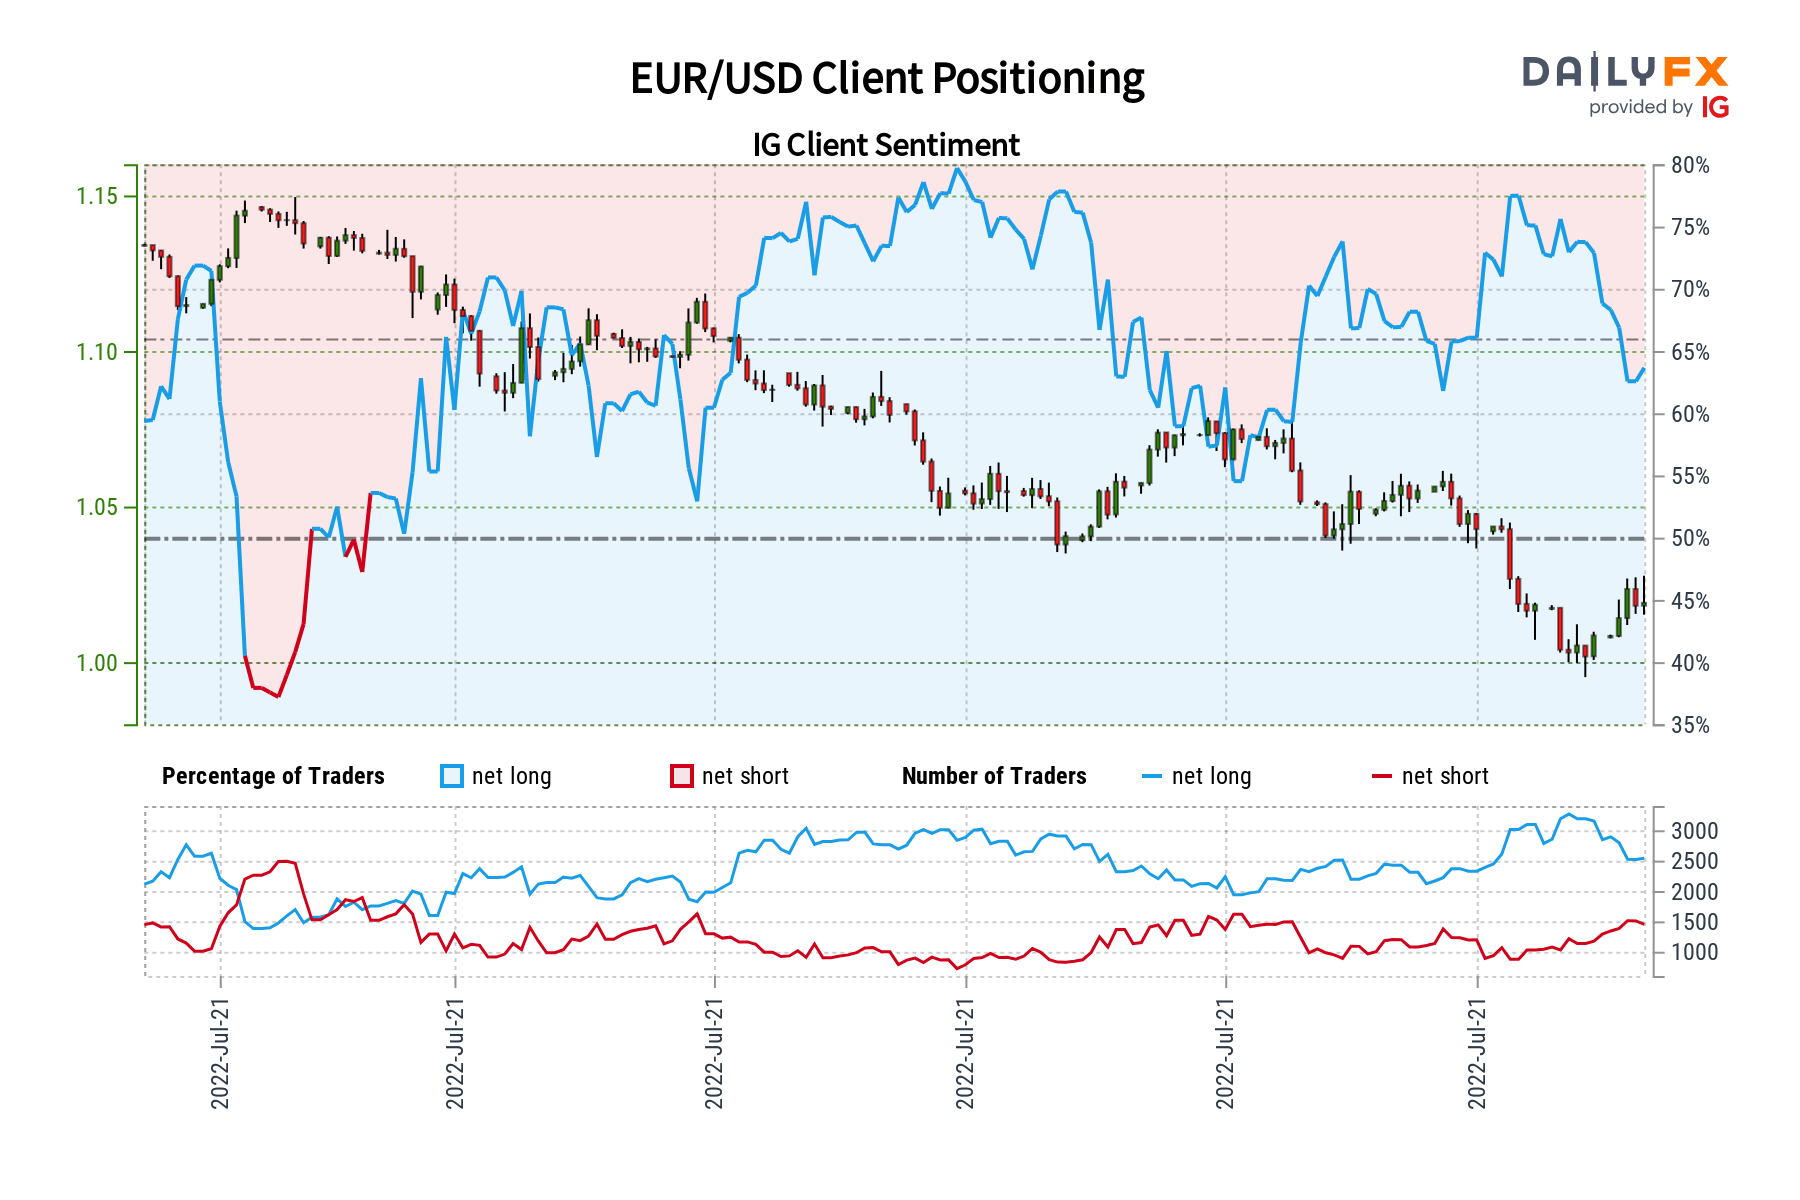 EUR/USD Client Positioning
DAILYFX
provided by IG
IG Client Sentiment
1.15
1.10
1.05
1.00
80%
75%
70%
65%
60%
55%
50%
45%
40%
35%
Percentage of Traders
net long
net short
Number of Traders
net long
net short
3000
2500
2000
1500
1000
2022-Jul-21
2022-Jul-21
2022-Jul-21
2022-Jul-21
2022-Jul-21
2022-Jul-21